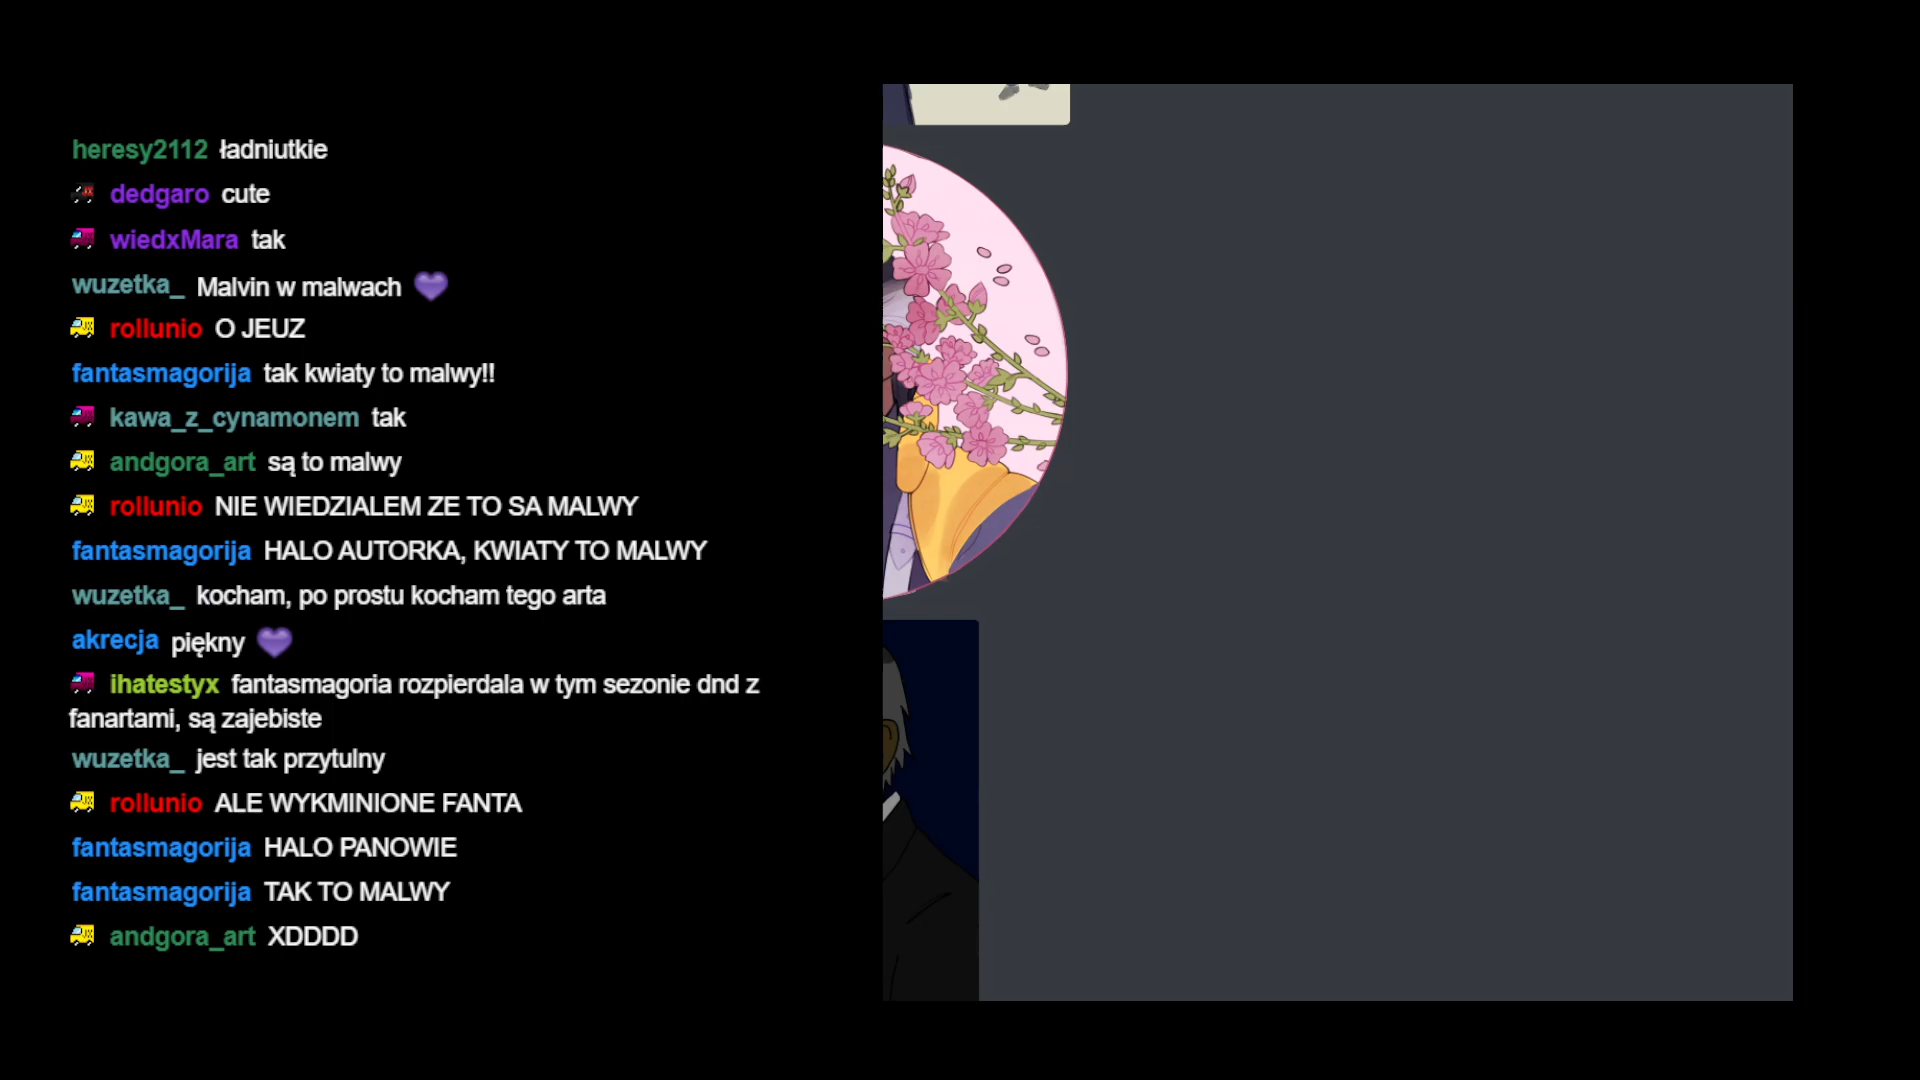 heresy2112 ładniutkie
dedgaro cute
wiedxMara tak
wuzetka_ Malvin w malwach
rollunio O JEUZ
fantasmagorija tak kwiaty to malwy!!
kawa_z_cynamonem tak
andgora_art są to malwy
rollunio NIE WIEDZIALEM ZE TO SA MALWY
fantasmagorija HALO AUTORKA, KWIATY TO MALWY
wuzetka_ kocham, po prostu kocham tego arta
akrecja piękny
ihatestyx fantasmagoria rozpierdala w tym sezonie dnd z
fanartami, są zajebiste
wuzetka_ jest tak przytulny
rollunio ALE WYKMINIONE FANTA
fantasmagorija HALO PANOWIE
fantasmagorija TAK TO MALWY
andgora_art XDDDD